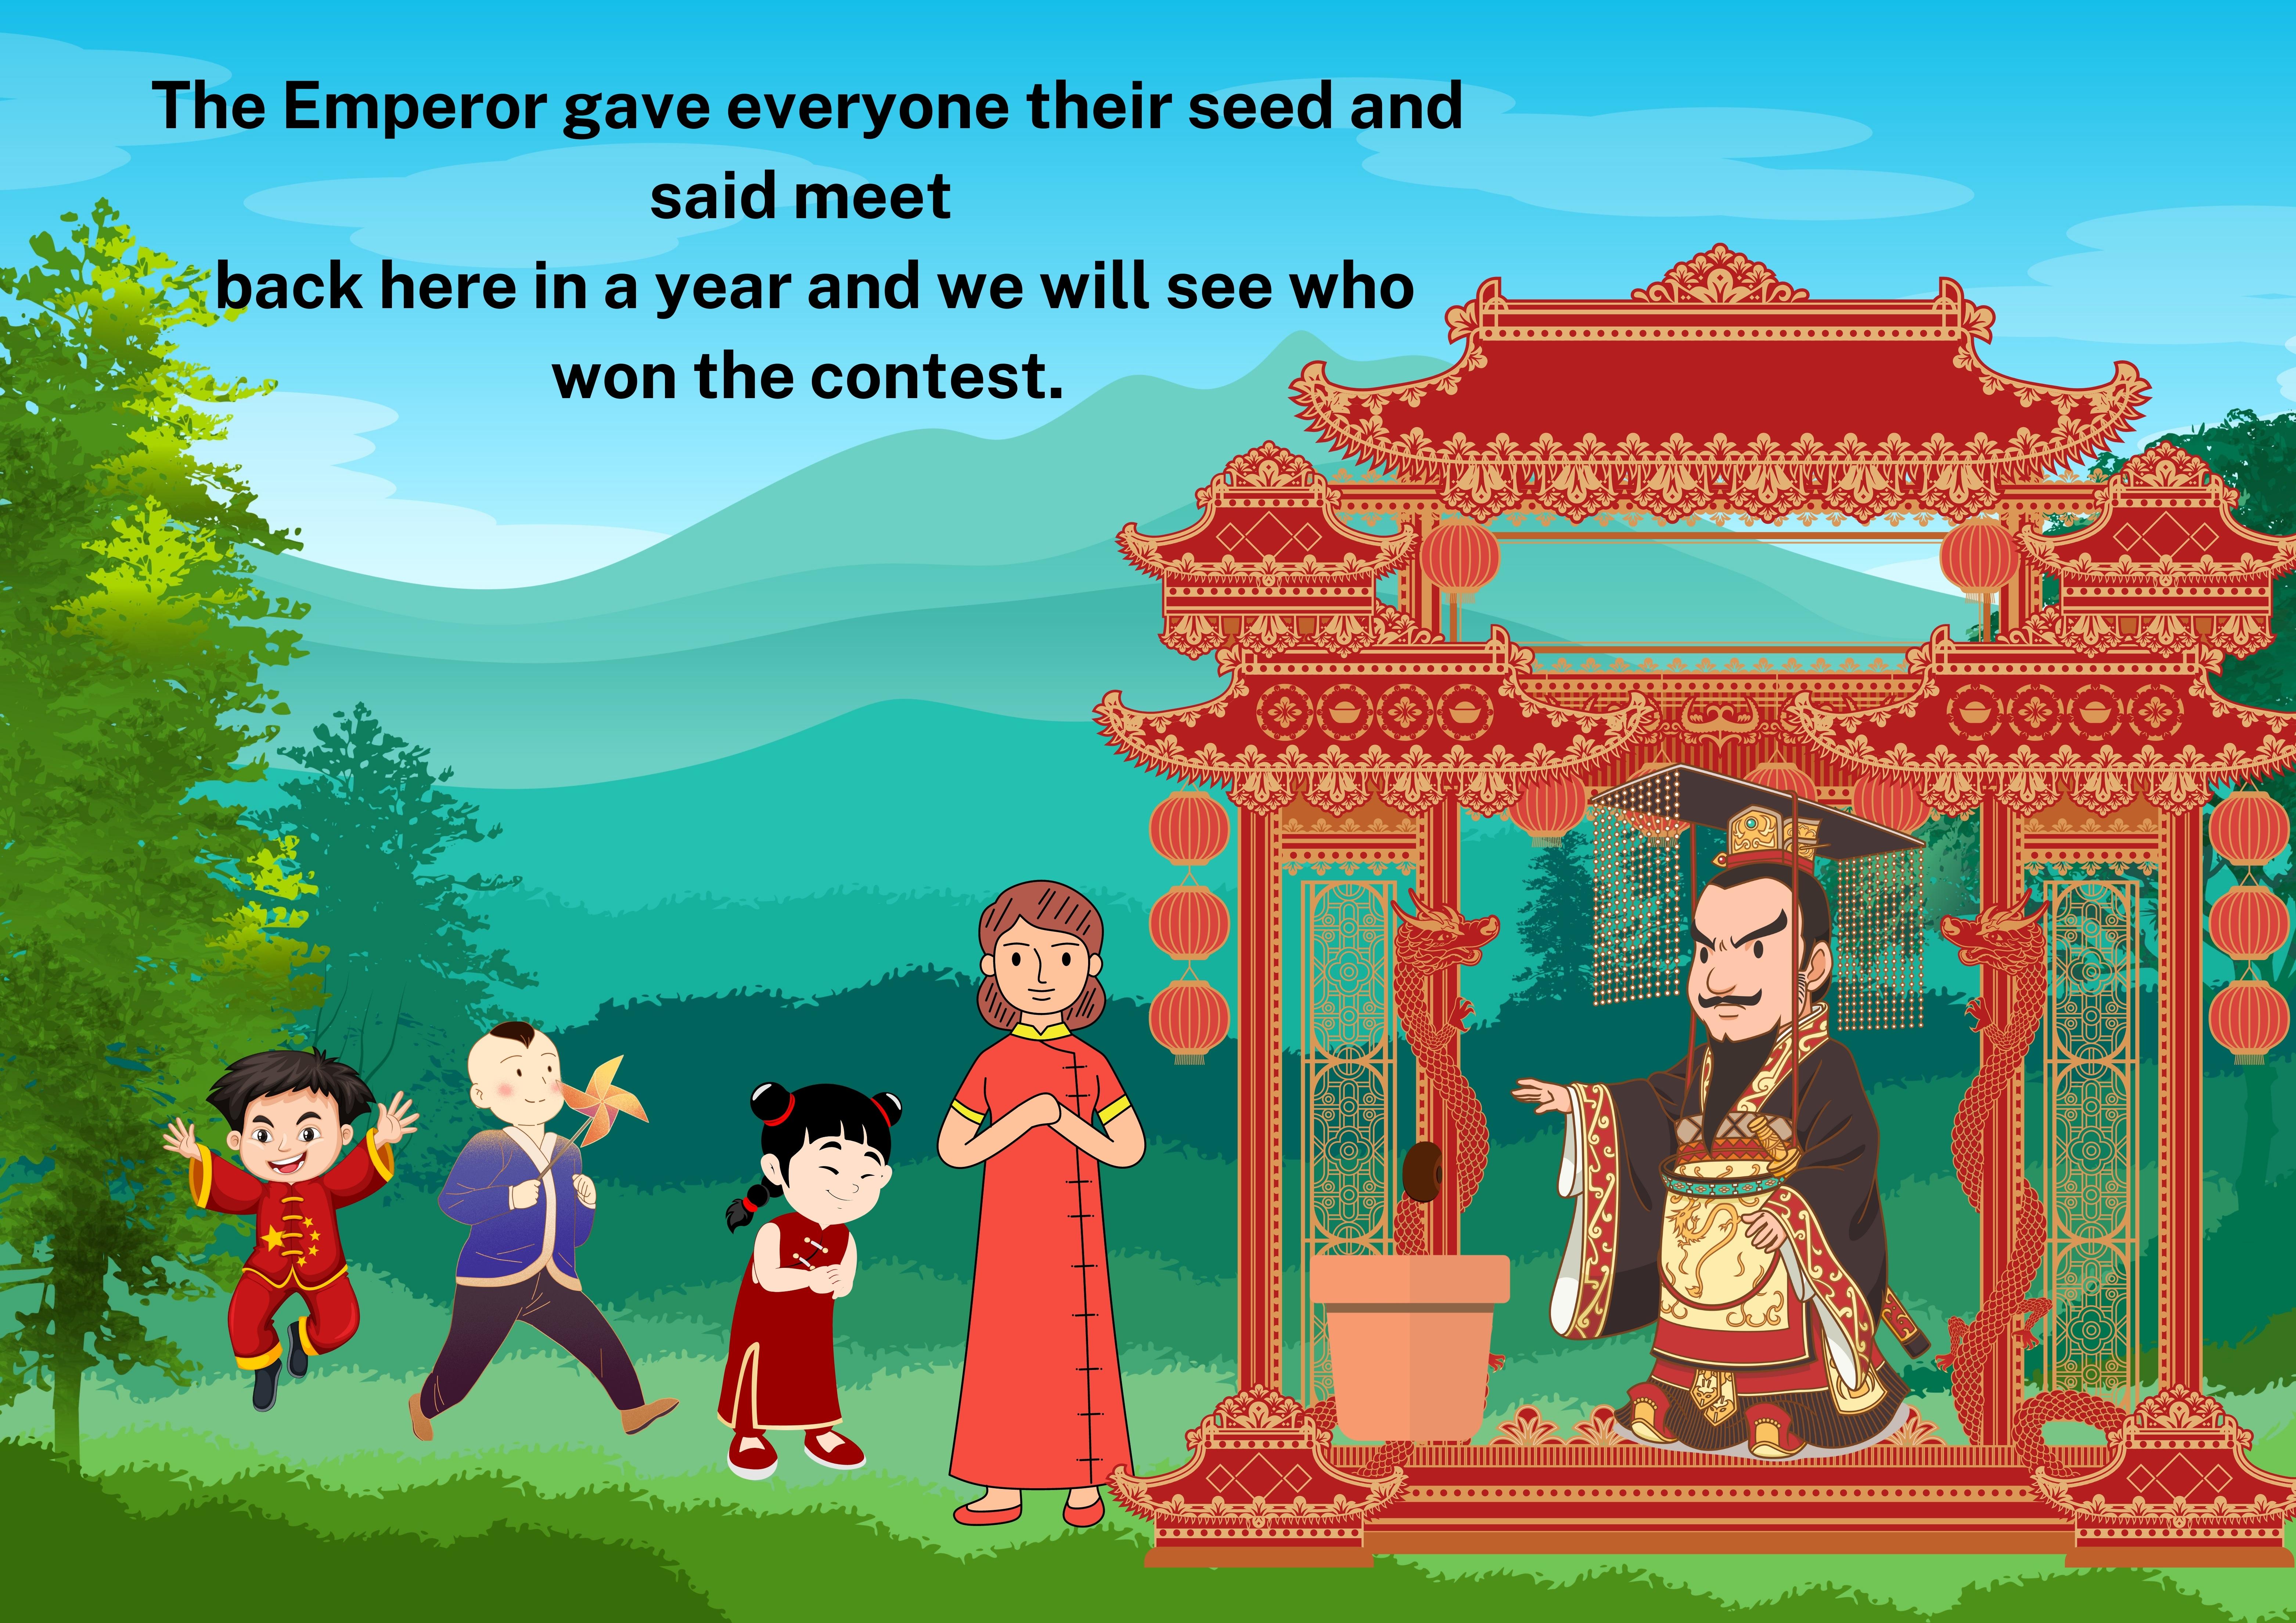 The Emperor gave everyone their seed and
said meet
back here in a year and we will see who
won the contest.